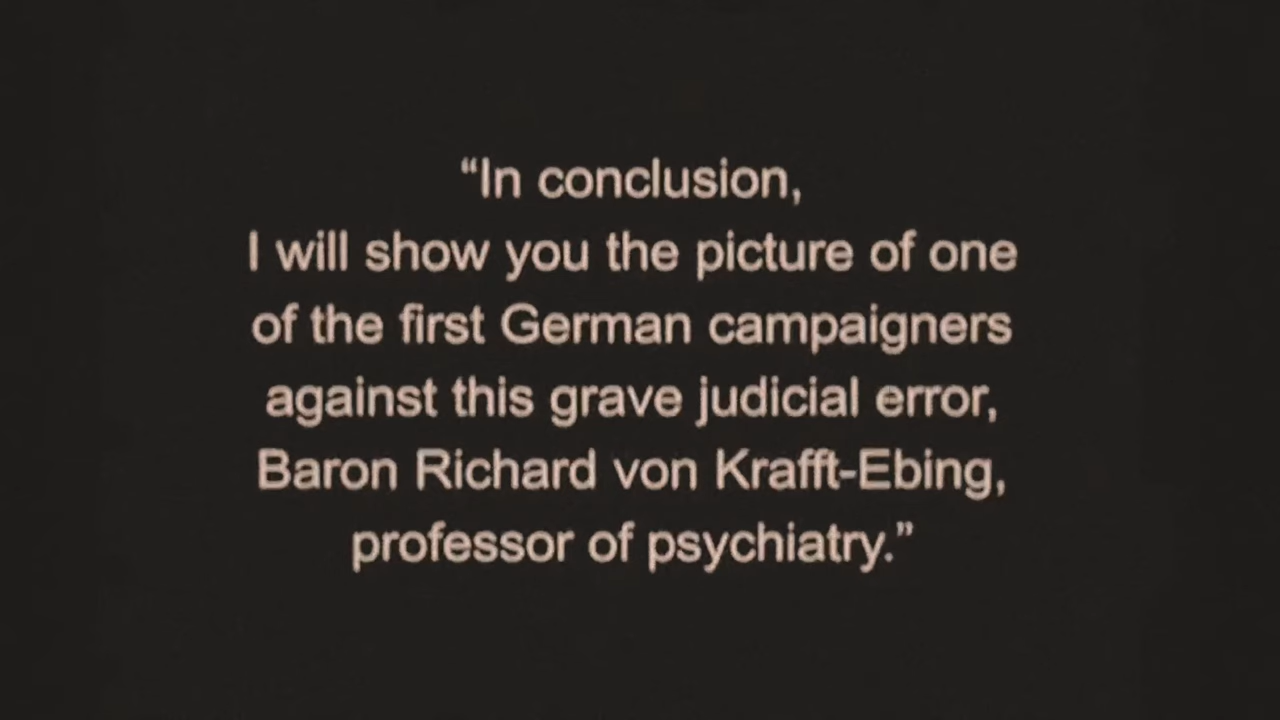 “In conclusion,
I will show you the picture of one
of the first German campaigners
against this grave judicial error,
Baron Richard von Krafft-Ebing,
professor of psychiatry.”